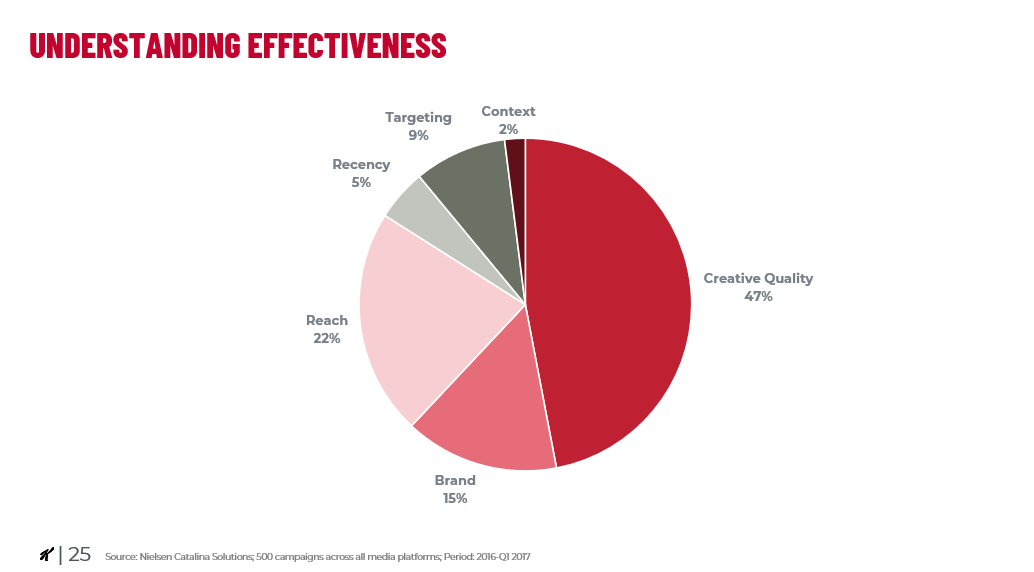 UNDERSTANDING EFFECTIVENESS
Context
2%
Targeting
9%
Recency
5%
Creative Quality
47%
Reach
22%
Brand
15%
| 25
Source: Nielsen Catalina Solutions; 500 campaigns across all media platforms; Period: 2016-Q1 2017